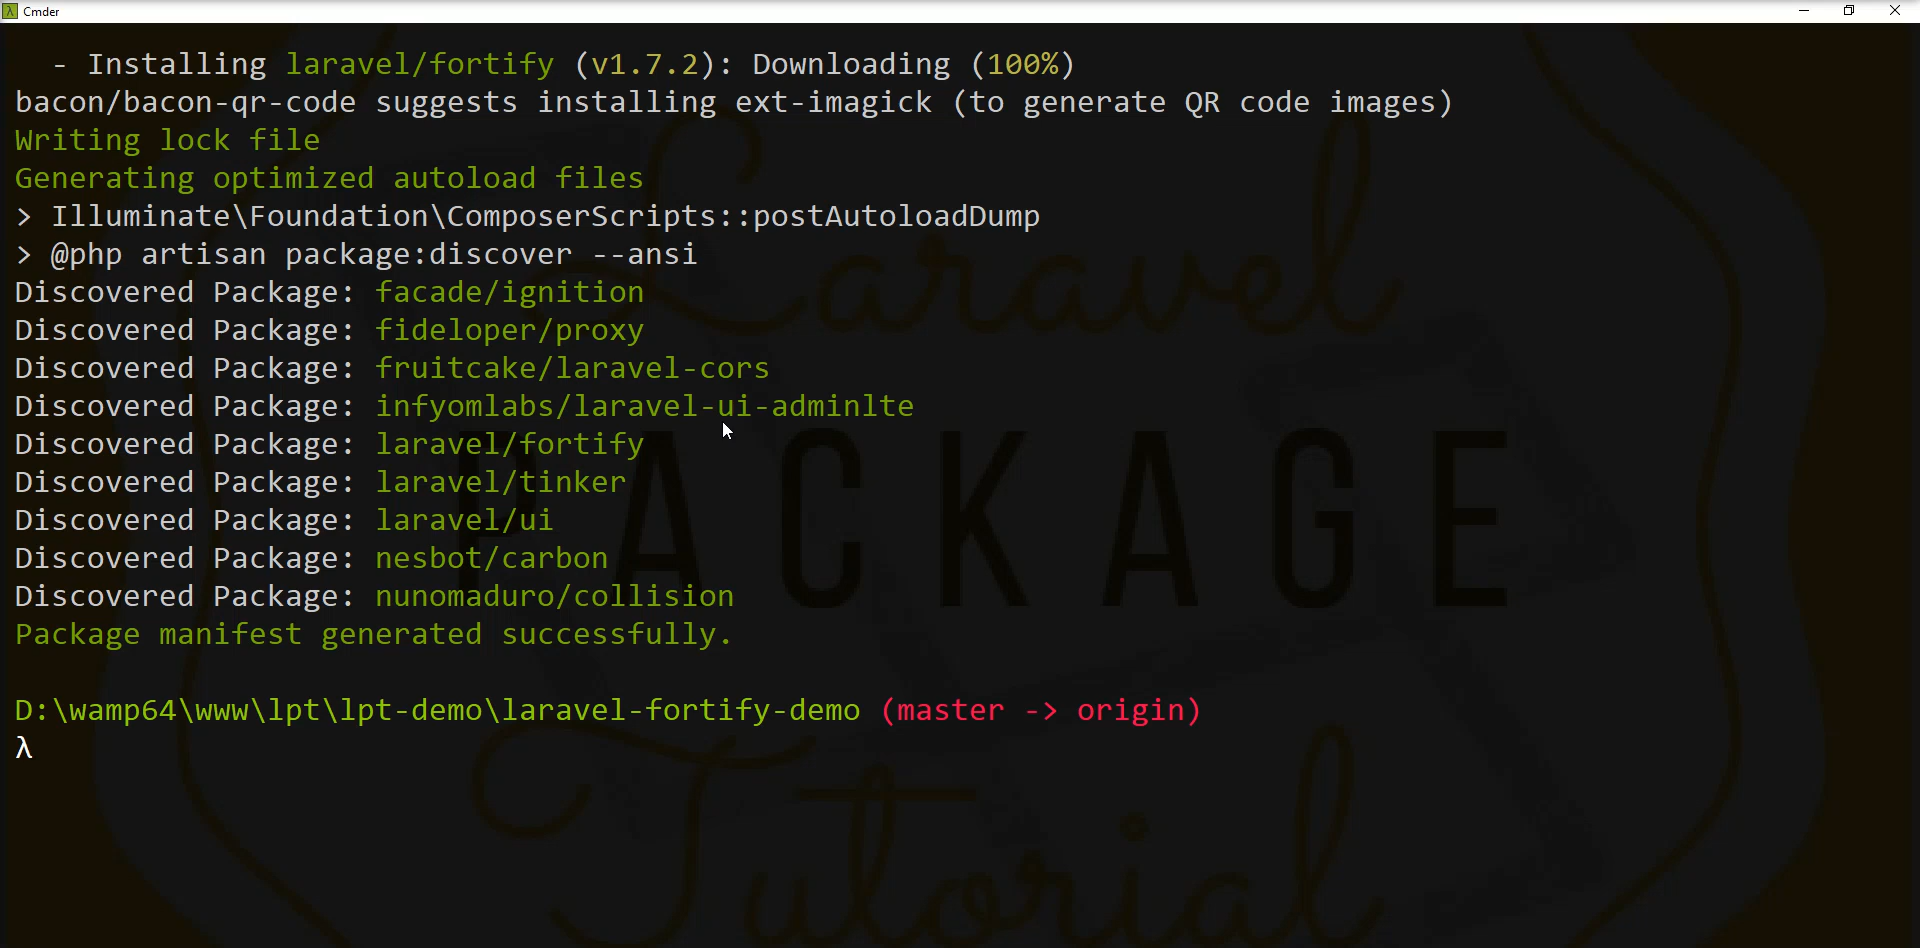 Cmder
- Installing laravel/fortify (v1.7.2): Downloading (100%)
bacon/bacon-qr-code suggests installing ext-imagick (to generate QR code images)
Writing lock file
Generating optimized autoload files
> Illuminate\Foundation\ComposerScripts::postAutoloadDump
> @php artisan package:discover --ansi
Discovered Package: facade/ignition
Discovered Package: fideloper/proxy
Discovered Package: fruitcake/laravel-cors
Discovered Package: infyomlabs/laravel-ui-adminlte
Discovered Package: laravel/fortify
Discovered Package: laravel/tinker
Discovered Package: laravel/ui
Discovered Package: nesbot/carbon
Discovered Package: nunomaduro/collision
Package manifest generated successfully.
D:\wamp64\www\lpt\lpt-demo\laravel-fortify-demo (master -> origin)
λ
Laravel
PACKAGE
Tutorial